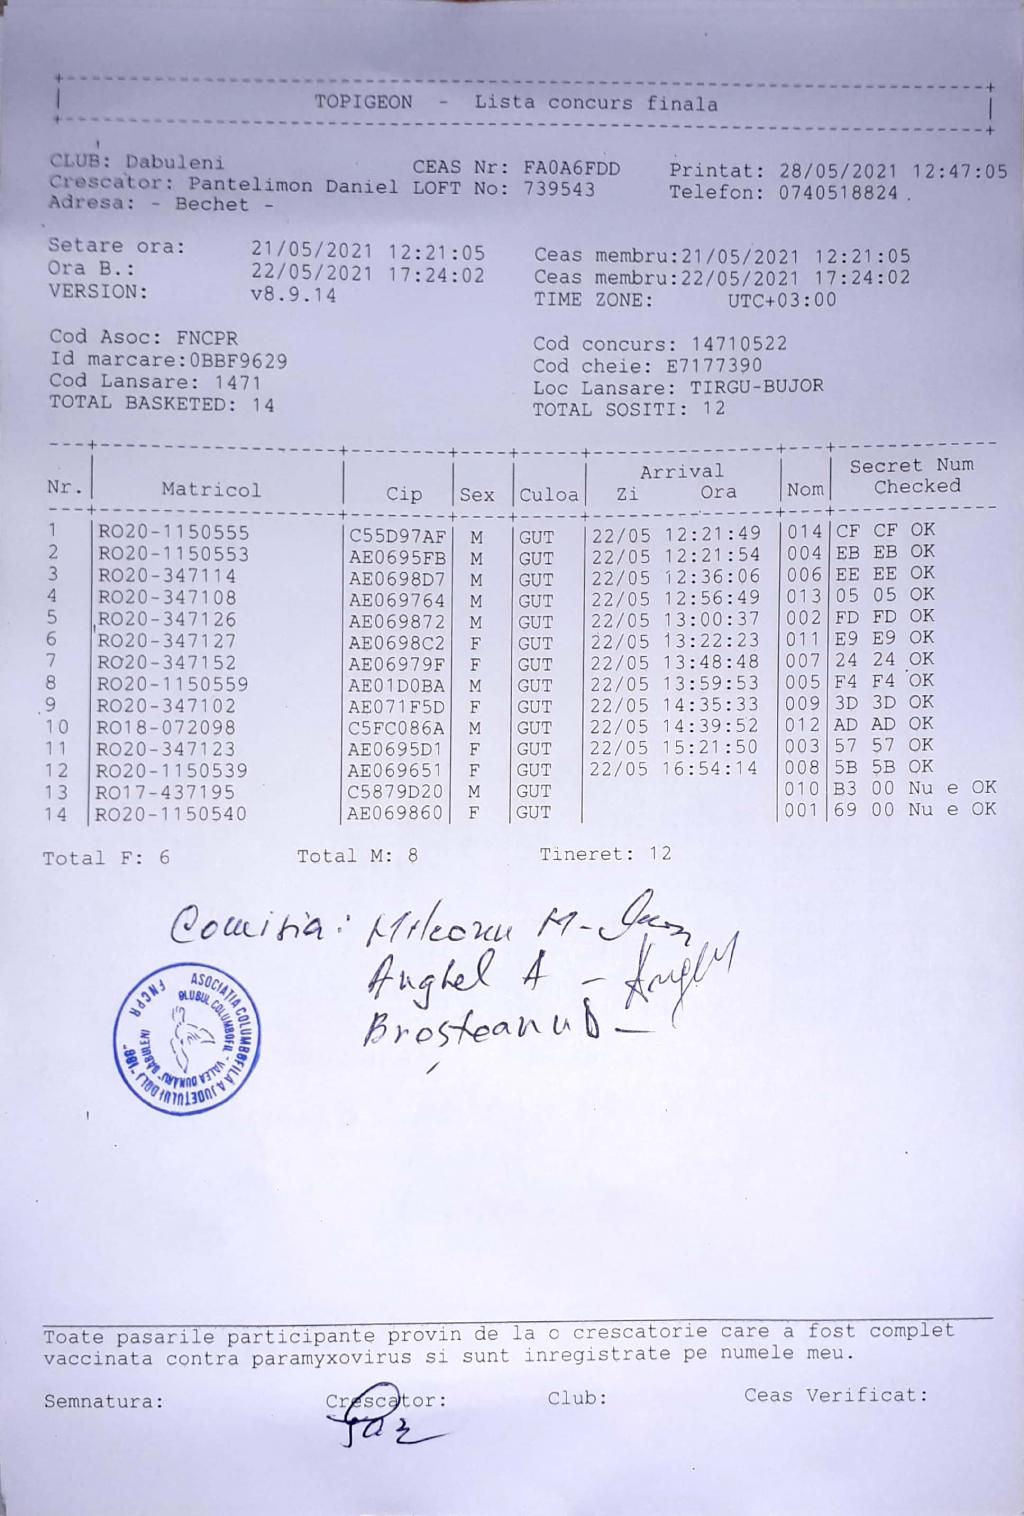 TOPIGEON - Lista concurs finala
CLUB: Dabuleni CEAS Nr: FA0A6FDD Printat: 28/05/2021 12:47:05
Crescator: Pantelimon Daniel LOFT No: 739543 Telefon: 0740518824
Adresa: - Bechet -
Setare ora: 21/05/2021 12:21:05 Ceas membru:21/05/2021 12:21:05
Ora B.: 22/05/2021 17:24:02 Ceas membru:22/05/2021 17:24:02
VERSION: v8.9.14 TIME ZONE: UTC+03:00
Cod Asoc: FNCPR Cod concurs: 14710522
Id marcare:0BBF9629 Cod cheie: E7177390
Cod Lansare: 1471 Loc Lansare: TIRGU-BUJOR
TOTAL BASKETED: 14 TOTAL SOSITI: 12
Arrival Secret Num
Nr. Matricol Cip Sex Culoa Zi Ora Nom Checked
1 RO20-1150555 C55D97AF M GUT 22/05 12:21:49 014 CF CF OK
2 RO20-1150553 AE0695FB M GUT 22/05 12:21:54 004 EB EB OK
3 RO20-347114 AE0698D7 M GUT 22/05 12:36:06 006 EE EE OK
4 RO20-347108 AE069764 M GUT 22/05 12:56:49 013 05 05 OK
5 RO20-347126 AE069872 M GUT 22/05 13:00:37 002 FD FD OK
6 RO20-347127 AE0698C2 F GUT 22/05 13:22:23 011 E9 E9 OK
7 RO20-347152 AE06979F F GUT 22/05 13:48:48 007 24 24 OK
8 RO20-1150559 AE01D0BA M GUT 22/05 13:59:53 005 F4 F4 OK
9 RO20-347102 AE071F5D F GUT 22/05 14:35:33 009 3D 3D OK
10 RO18-072098 C5FC086A M GUT 22/05 14:39:52 012 AD AD OK
11 RO20-347123 AE0695D1 F GUT 22/05 15:21:50 003 57 57 OK
12 RO20-1150539 AE069651 F GUT 22/05 16:54:14 008 5B 5B OK
13 RO17-437195 C5879D20 M GUT 010 B3 00 Nu e OK
14 RO20-1150540 AE069860 F GUT 001 69 00 Nu e OK
Total F: 6 Total M: 8 Tineret: 12
Comisia: M -
Anghel A -
Brosteanu D -
FNCPR ASOCIATIA COLUMBOFILA A JUDETULUI DOLJ "186"
CLUBUL COLUMBOFIL "VALEA DUNARII" DABULENI
Toate pasarile participante provin de la o crescatorie care a fost complet
vaccinata contra paramyxovirus si sunt inregistrate pe numele meu.
Semnatura: Crescator: Club: Ceas Verificat: